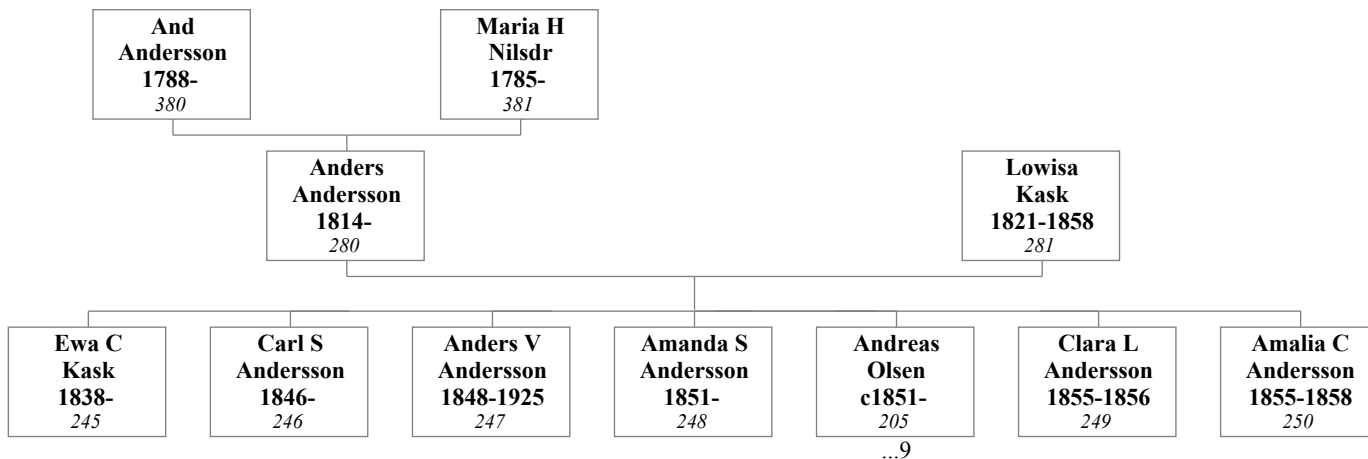 And
Andersson
1788-
380
Maria H
Nilsdr
1785-
381
Anders
Andersson
1814-
280
Lowisa
Kask
1821-1858
281
Ewa C
Kask
1838-
245
Carl S
Andersson
1846-
246
Anders V
Andersson
1848-1925
247
Amanda S
Andersson
1851-
248
Andreas
Olsen
c1851-
205
...9
Clara L
Andersson
1855-1856
249
Amalia C
Andersson
1855-1858
250